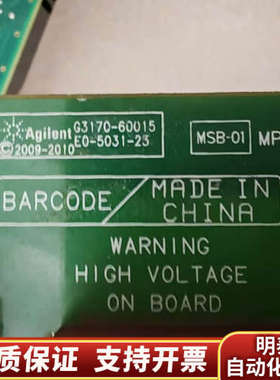 Agilent G3170-60015
©2009-2010 E0-5031-23
MSB-01 MP
BARCODE/MADE IN
CHINA
WARNING
HIGH VOLTAGE
ON BOARD
质保证 支持开票
自动化